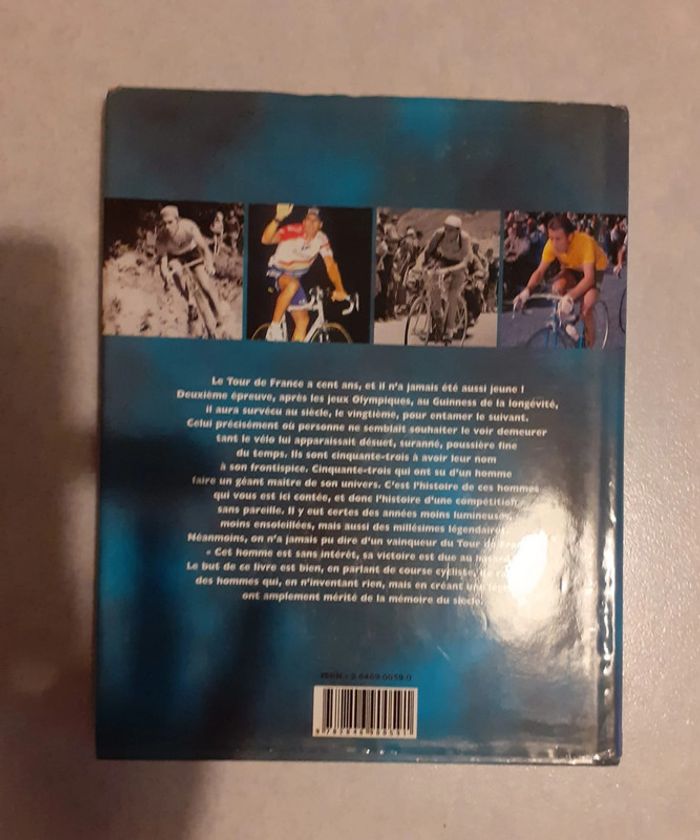 Le Tour de France a cent ans, et il n'a jamais été aussi jeune !
Deuxième épreuve, après les jeux Olympiques, au Guinness de la longévité,
il aura survécu au siècle, le vingtième, pour entamer le suivant.
Celui précisément où personne ne semblait souhaiter le voir demeurer
tant le vélo lui apparaissait désuet, suranné, poussière fine
du temps. Ils sont cinquante-trois à avoir leur nom
à son frontispice. Cinquante-trois qui ont su d'un homme
faire un géant maître de son univers. C'est l'histoire de ces hommes
qui vous est ici contée, et donc l'histoire d'une compétition
sans pareille. Il y eut certes des années moins lumineuses,
moins ensoleillées, mais aussi des millésimes légendaires.
Néanmoins, on n'a jamais pu dire d'un vainqueur du Tour de
« Cet homme est sans intérêt, sa victoire est due au
Le but de ce livre est bien, en parlant de course cycliste, de
des hommes qui, en n'inventant rien, mais en créant une
ont amplement mérité de la mémoire du siècle.